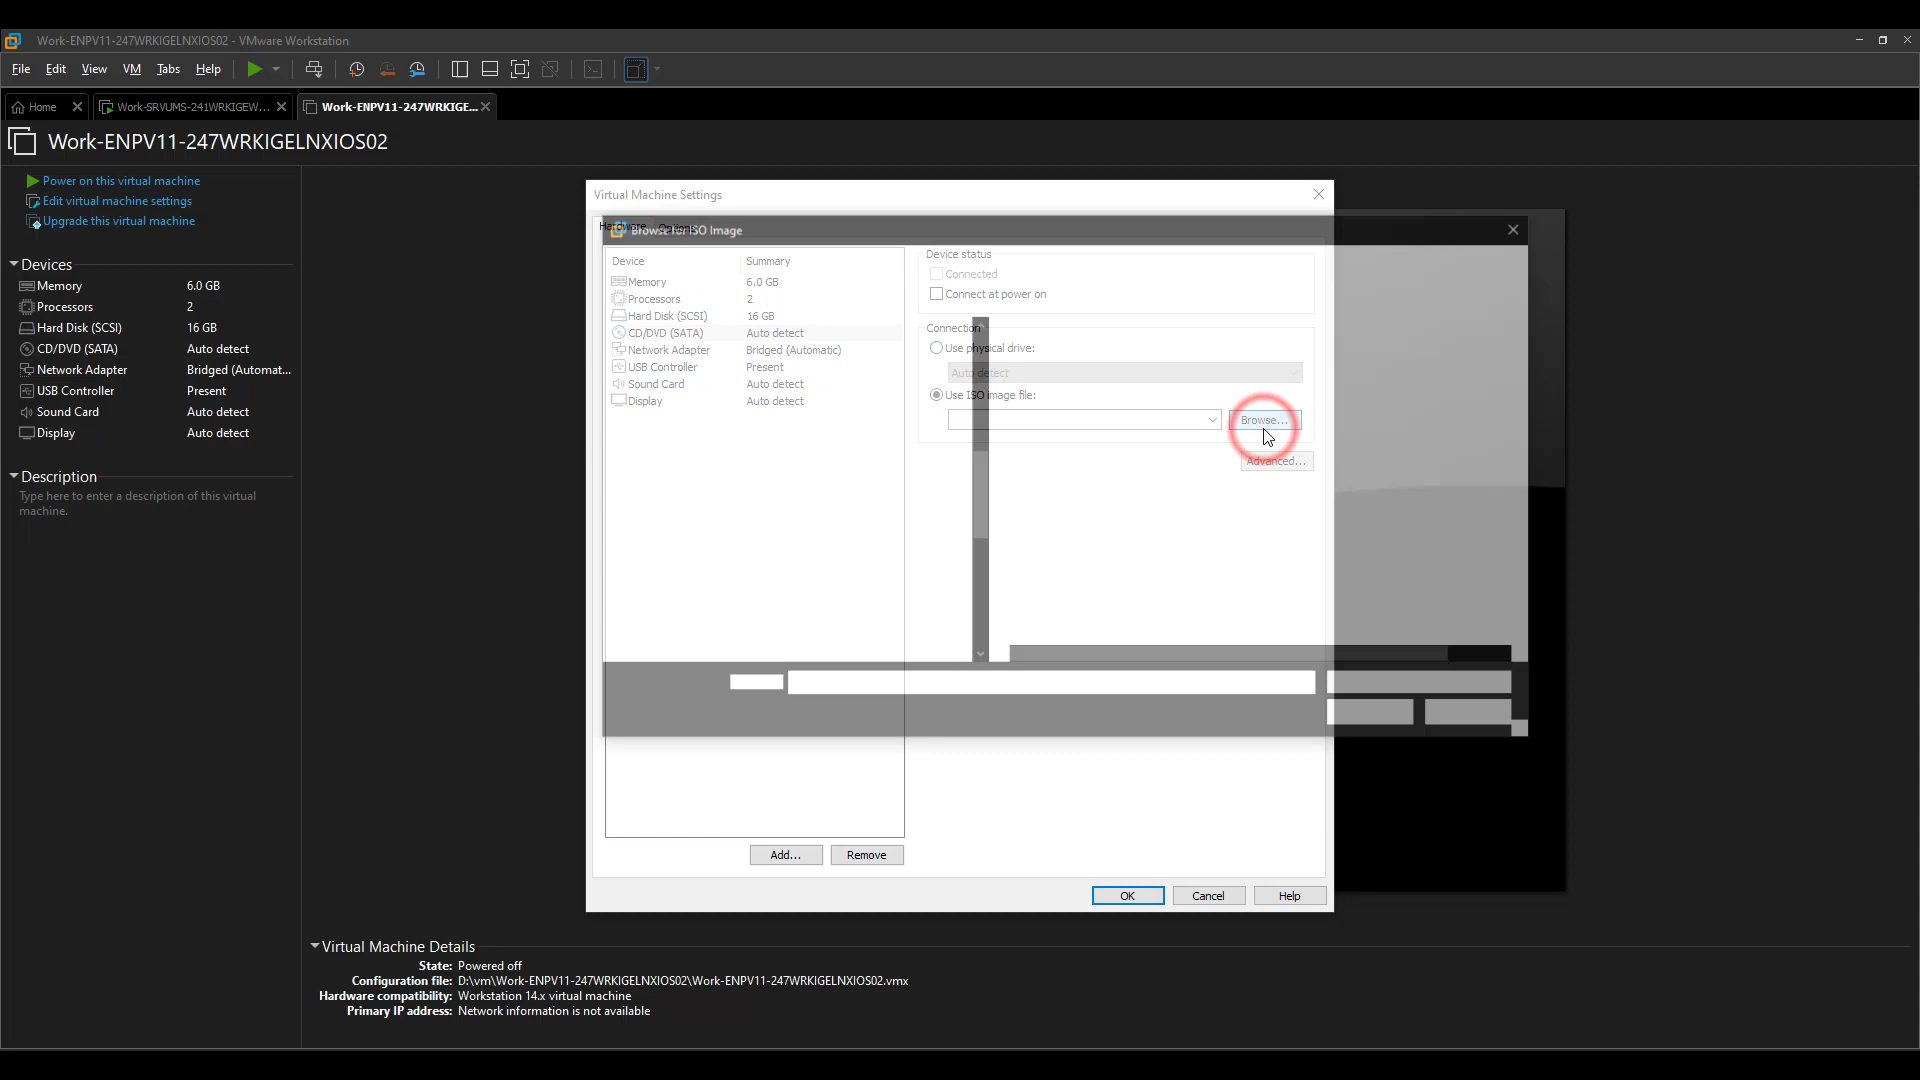 Work-ENPV11-247WRKIGELNXIOS02 - VMware Workstation
File Edit View VM Tabs Help
Home Work-SRVUMS-241WRKIGEW... Work-ENPV11-247WRKIGE...
Work-ENPV11-247WRKIGELNXIOS02
Power on this virtual machine
Edit virtual machine settings
Upgrade this virtual machine
Devices
Memory 6.0 GB
Processors 2
Hard Disk (SCSI) 16 GB
CD/DVD (SATA) Auto detect
Network Adapter Bridged (Automat...
USB Controller Present
Sound Card Auto detect
Display Auto detect
Description
Type here to enter a description of this virtual
machine.
Virtual Machine Settings
Hardware Options
Browse for ISO Image
Device Summary
Memory 6.0 GB
Processors 2
Hard Disk (SCSI) 16 GB
CD/DVD (SATA) Auto detect
Network Adapter Bridged (Automatic)
USB Controller Present
Sound Card Auto detect
Display Auto detect
Device status
Connected
Connect at power on
Connection
Use physical drive:
Auto detect
Use ISO image file:
Browse...
Advanced...
Add... Remove
OK Cancel Help
Virtual Machine Details
State: Powered off
Configuration file: D:\vm\Work-ENPV11-247WRKIGELNXIOS02\Work-ENPV11-247WRKIGELNXIOS02.vmx
Hardware compatibility: Workstation 14.x virtual machine
Primary IP address: Network information is not available